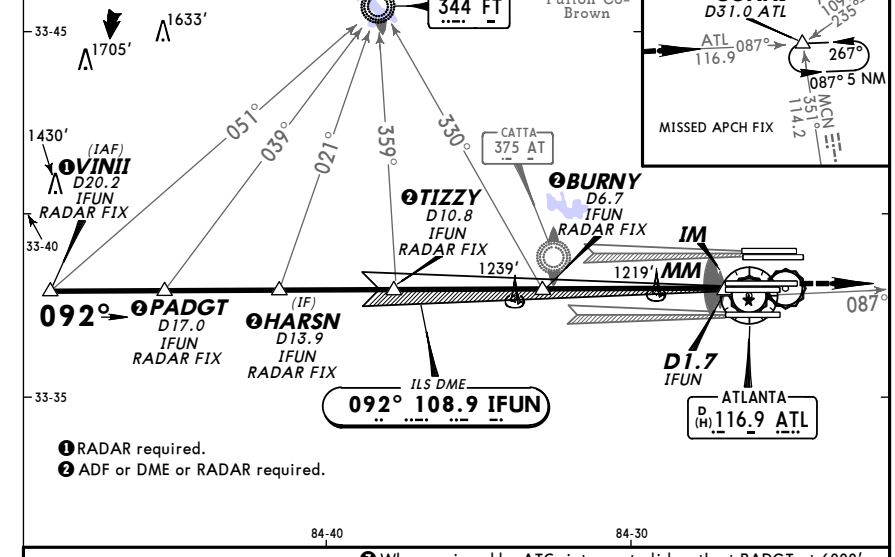 33-45
1705'
1633'
344 FT
Brown
D31.0 ATL
235°
ATL
116.9
087°
267°
087° 5 NM
MCN
351°
114.2
MISSED APCH FIX
051°
039°
021°
359°
330°
CATTA
375 AT
1430'
(IAF)
❶VINII
D20.2
IFUN
RADAR FIX
❷TIZZY
D10.8
IFUN
RADAR FIX
❷BURNY
D6.7
IFUN
RADAR FIX
33-40
IM
1239'
1219'
MM
092°
❷PADGT
D17.0
IFUN
RADAR FIX
(IF)
❷HARSN
D13.9
IFUN
RADAR FIX
087°
D1.7
IFUN
33-35
ILS DME
092° 108.9 IFUN
ATLANTA
D
(H) 116.9 ATL
❶RADAR required.
❷ADF or DME or RADAR required.
84-40
84-30